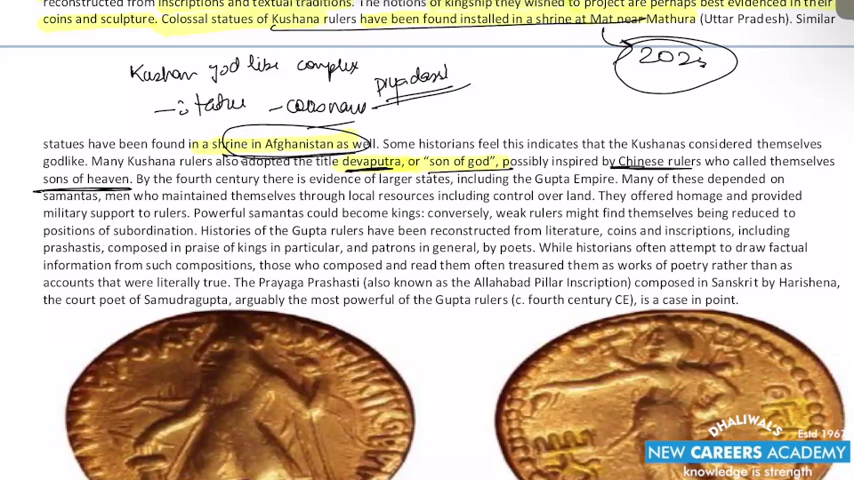 reconstructed from inscriptions and textual traditions. The notions of kingship they wished to project are perhaps best evidenced in their
coins and sculpture. Colossal statues of Kushana rulers have been found installed in a shrine at Mat near Mathura (Uttar Pradesh). Similar
Kushan god like complex
priyadassi
statues have been found in a shrine in Afghanistan as well. Some historians feel this indicates that the Kushanas considered themselves
godlike. Many Kushana rulers also adopted the title devaputra, or “son of god”, possibly inspired by Chinese rulers who called themselves
sons of heaven. By the fourth century there is evidence of larger states, including the Gupta Empire. Many of these depended on
samantas, men who maintained themselves through local resources including control over land. They offered homage and provided
military support to rulers. Powerful samantas could become kings: conversely, weak rulers might find themselves being reduced to
positions of subordination. Histories of the Gupta rulers have been reconstructed from literature, coins and inscriptions, including
prashastis, composed in praise of kings in particular, and patrons in general, by poets. While historians often attempt to draw factual
information from such compositions, those who composed and read them often treasured them as works of poetry rather than as
accounts that were literally true. The Prayaga Prashasti (also known as the Allahabad Pillar Inscription) composed in Sanskrit by Harishena,
the court poet of Samudragupta, arguably the most powerful of the Gupta rulers (c. fourth century CE), is a case in point.
DHALIWAL'S
Estd 1967
NEW CAREERS ACADEMY
knowledge is strength